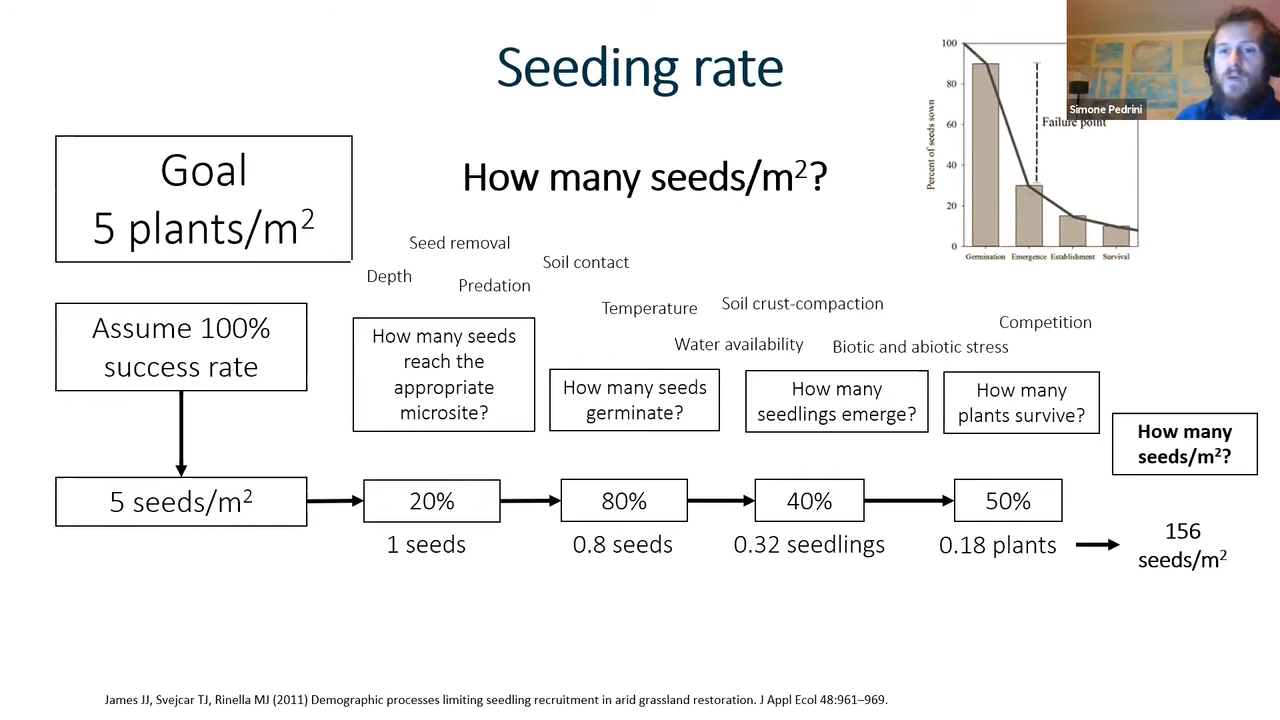 Seeding rate
Goal
5 plants/m²
How many seeds/m²?
100
80
60
40
20
0
Percent of seeds sown
Failure point
Germination
Emergence
Establishment
Survival
Simone Pedrini
Seed removal
Soil contact
Depth
Predation
Temperature
Soil crust-compaction
Competition
Water availability
Biotic and abiotic stress
Assume 100%
success rate
How many seeds
reach the
appropriate
microsite?
How many seeds
germinate?
How many
seedlings emerge?
How many
plants survive?
How many
seeds/m²?
5 seeds/m²
20%
80%
40%
50%
1 seeds
0.8 seeds
0.32 seedlings
0.18 plants
156
seeds/m²
James JJ, Svejcar TJ, Rinella MJ (2011) Demographic processes limiting seedling recruitment in arid grassland restoration. J Appl Ecol 48:961–969.